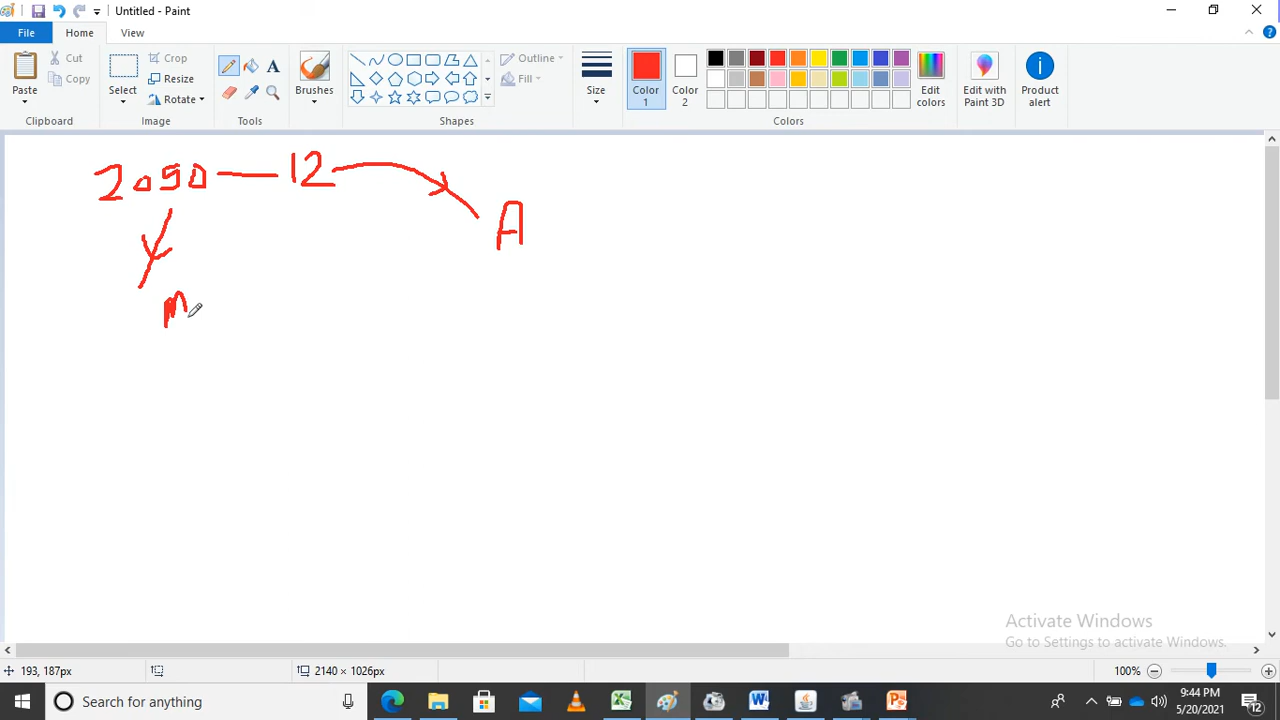 Untitled - Paint
File Home View
Paste Cut Copy Select Crop Resize Rotate A Brushes Outline Fill Size Color 1 Color 2 Edit colors Edit with Paint 3D Product alert
Clipboard Image Tools Shapes Colors
2050 — 12
A
m
Activate Windows
Go to Settings to activate Windows.
193, 187px 2140 × 1026px 100%
Search for anything
9:44 PM
5/20/2021
12